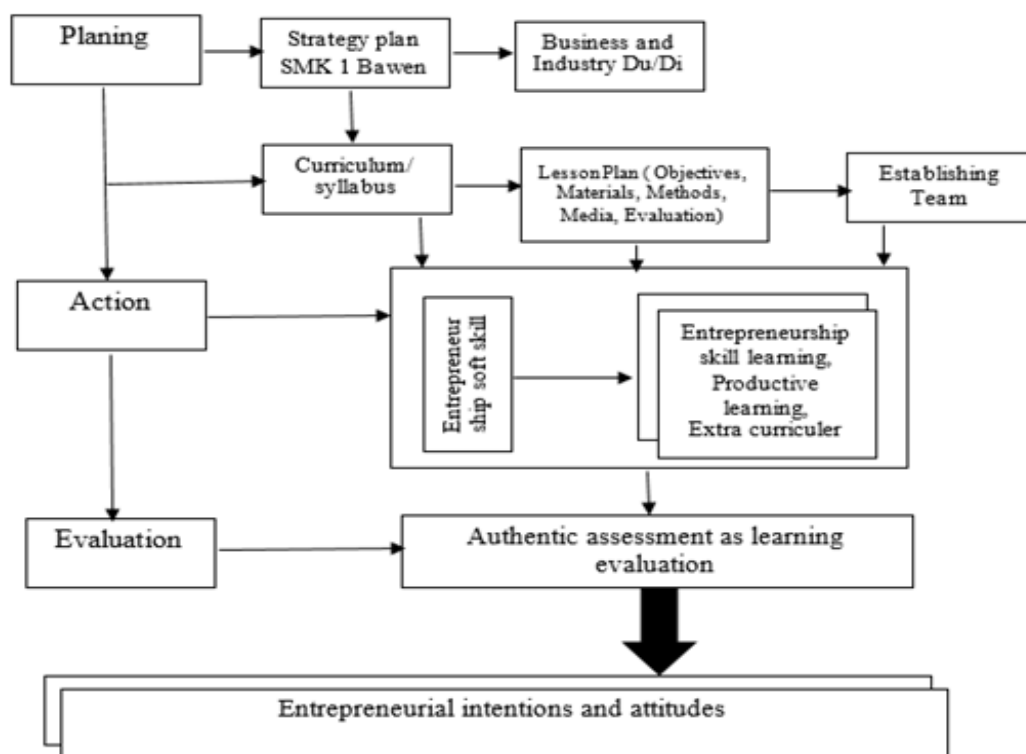 Planing
Strategy plan
SMK 1 Bawen
Business and
Industry Du/Di
Curriculum/
syllabus
Lesson Plan ( Objectives,
Materials, Methods,
Media, Evaluation)
Establishing
Team
Action
Entrepreneur
ship soft skill
Entrepreneurship
skill learning,
Productive
learning,
Extra curriculer
Evaluation
Authentic assessment as learning
evaluation
Entrepreneurial intentions and attitudes